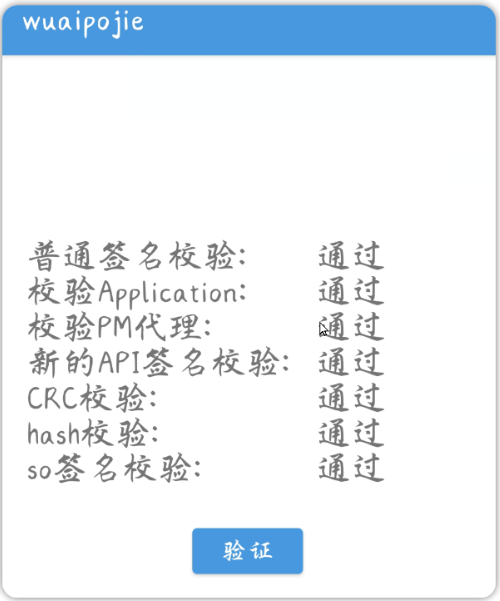 wuaipojie
普通签名校验: 通过
校验Application: 通过
校验PM代理: 通过
新的API签名校验: 通过
CRC校验: 通过
hash校验: 通过
so签名校验: 通过
验证